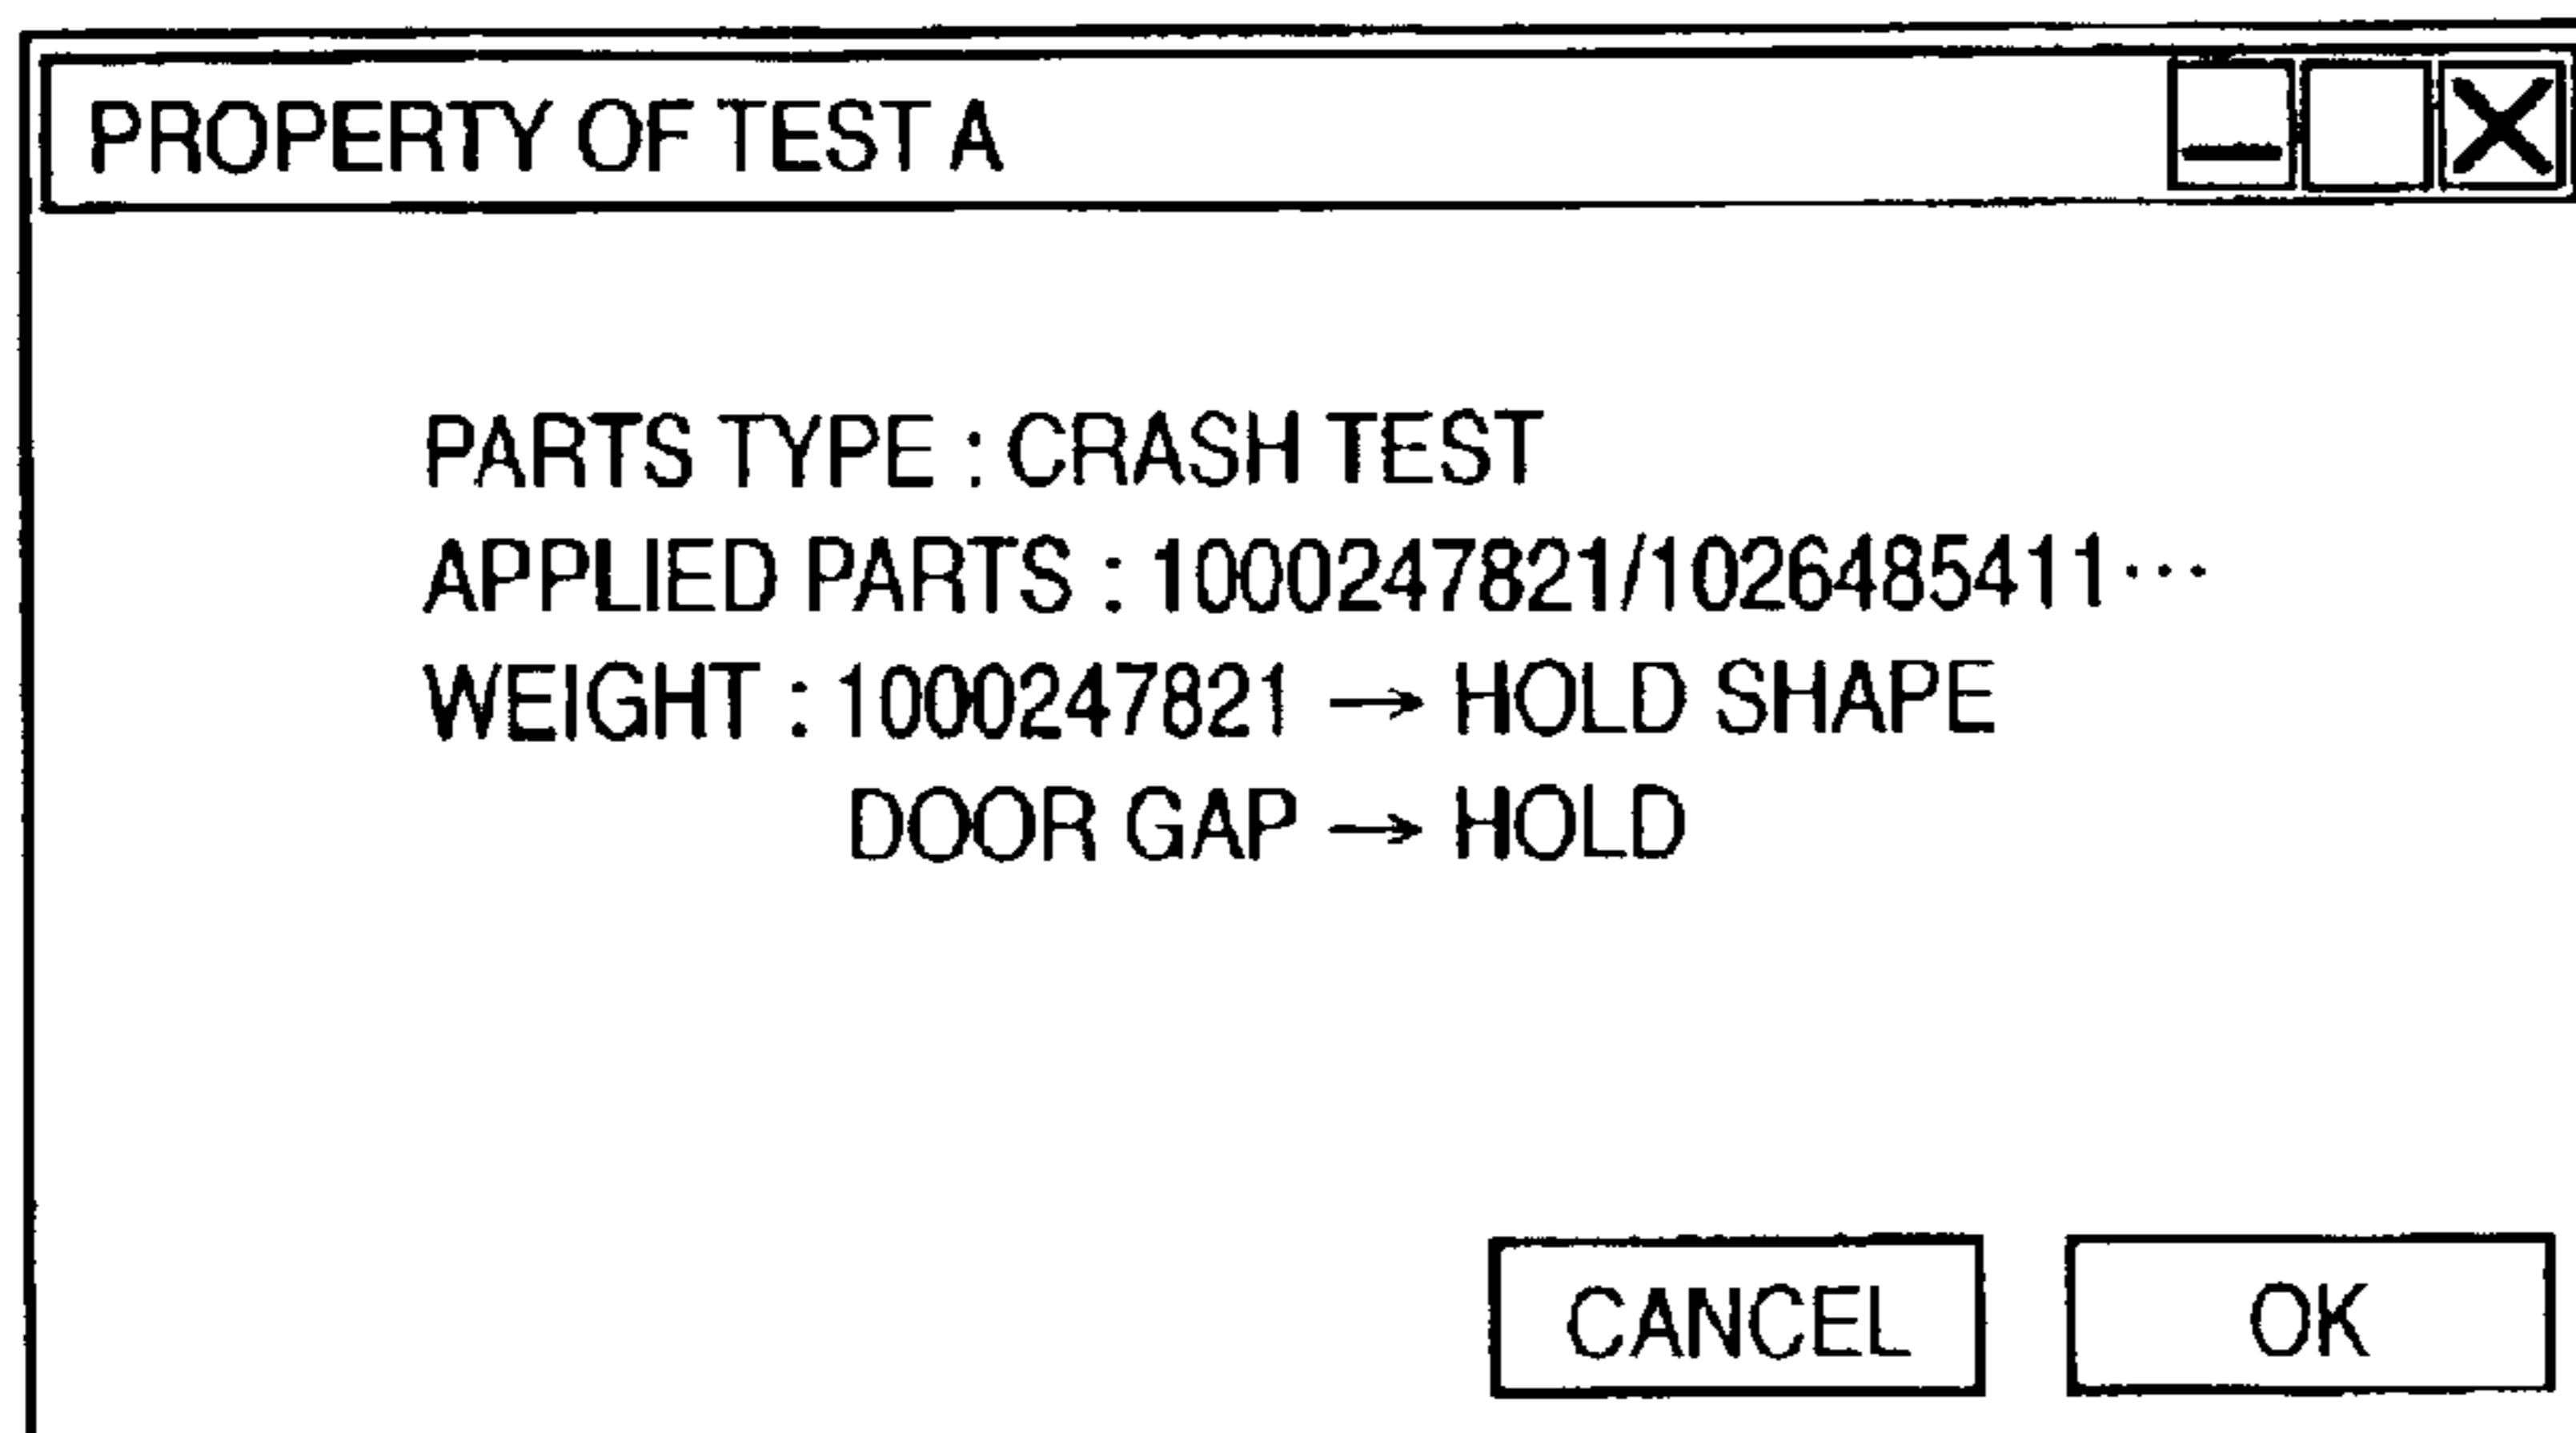 PROPERTY OF TEST A
PARTS TYPE : CRASH TEST
APPLIED PARTS : 1000247821/1026485411···
WEIGHT : 1000247821 → HOLD SHAPE
DOOR GAP → HOLD
CANCEL OK